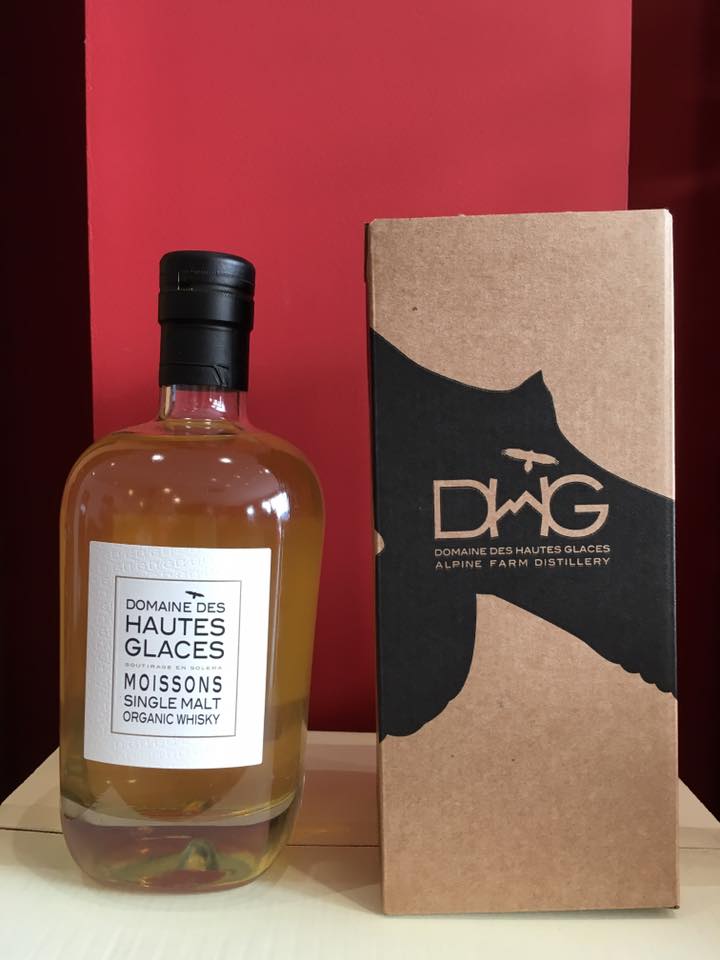 DOMAINE DES
HAUTES
GLACES
SOUTIRAGE EN SOLERA
MOISSONS
SINGLE MALT
ORGANIC WHISKY
DHG
DOMAINE DES HAUTES GLACES
ALPINE FARM DISTILLERY